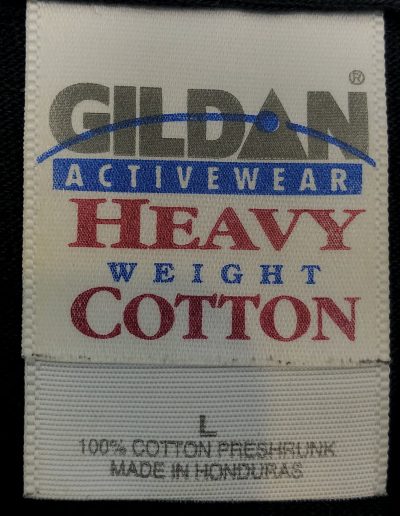 GILDAN®
ACTIVEWEAR
HEAVY
WEIGHT
COTTON
L
100% COTTON PRESHRUNK
MADE IN HONDURAS